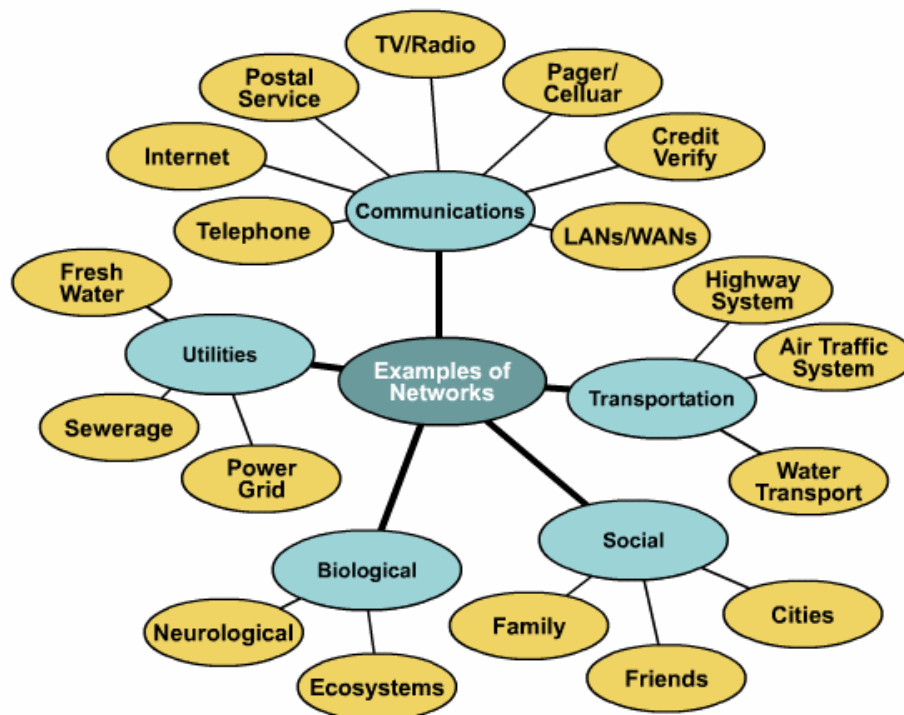 TV/Radio
Postal
Service
Pager/
Celluar
Internet
Credit
Verify
Communications
Telephone
LANs/WANs
Fresh
Water
Highway
System
Utilities
Examples of
Networks
Air Traffic
System
Transportation
Sewerage
Power
Grid
Water
Transport
Biological
Social
Neurological
Family
Cities
Ecosystems
Friends